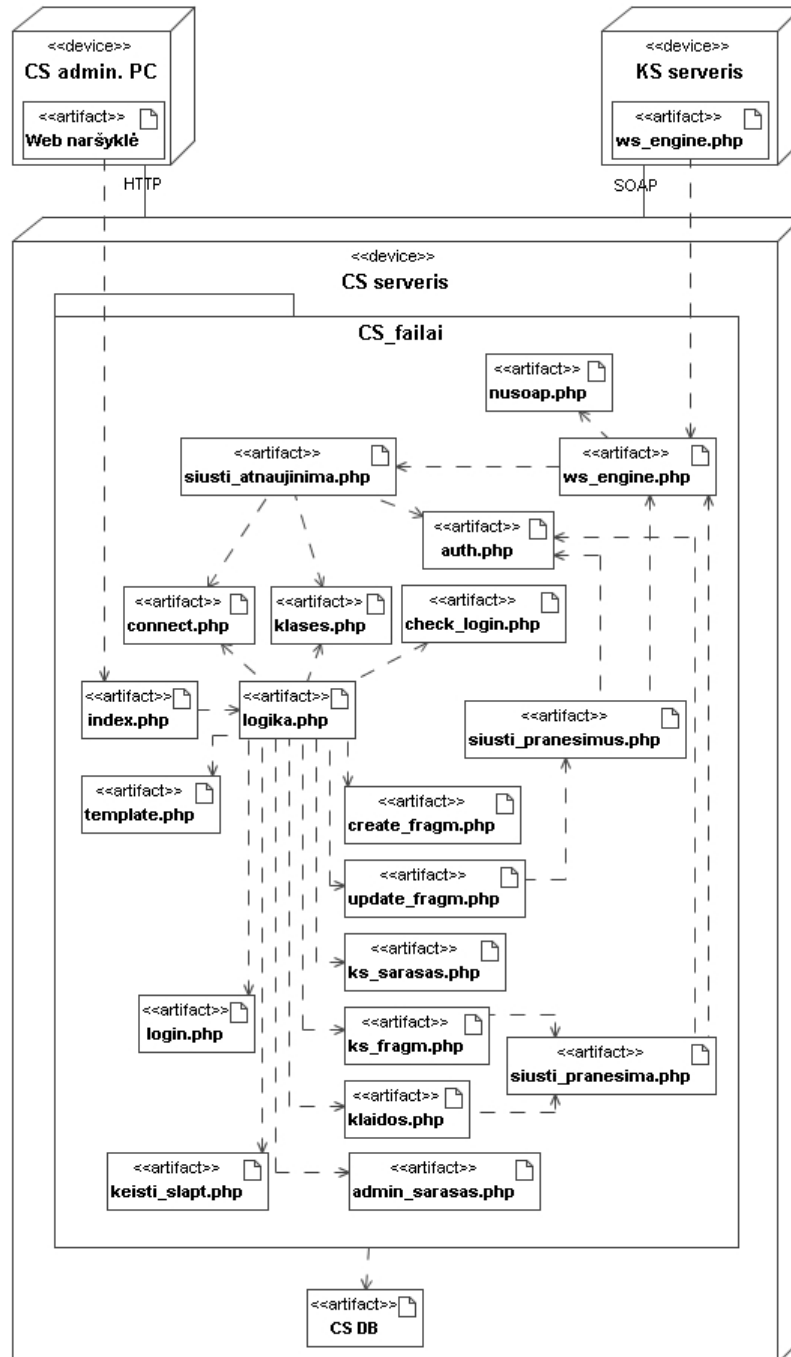 <<device>>
CS admin. PC
<<artifact>>
Web naršyklė
<<device>>
KS serveris
<<artifact>>
ws_engine.php
HTTP
SOAP
<<device>>
CS serveris
CS_failai
<<artifact>>
nusoap.php
<<artifact>>
siusti_atnaujinima.php
<<artifact>>
ws_engine.php
<<artifact>>
auth.php
<<artifact>>
connect.php
<<artifact>>
klases.php
<<artifact>>
check_login.php
<<artifact>>
index.php
<<artifact>>
logika.php
<<artifact>>
siusti_pranesimus.php
<<artifact>>
template.php
<<artifact>>
create_fragm.php
<<artifact>>
update_fragm.php
<<artifact>>
ks_sarasas.php
<<artifact>>
login.php
<<artifact>>
ks_fragm.php
<<artifact>>
siusti_pranesima.php
<<artifact>>
klaidos.php
<<artifact>>
keisti_slapt.php
<<artifact>>
admin_sarasas.php
<<artifact>>
CS DB